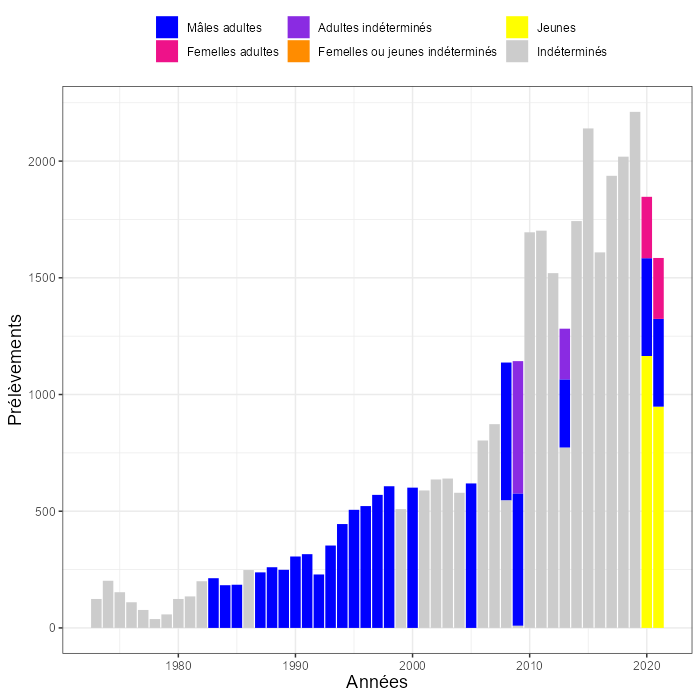 Mâles adultes
Adultes indéterminés
Jeunes
Femelles adultes
Femelles ou jeunes indéterminés
Indéterminés
Prélèvements
2000
1500
1000
500
0
1980
1990
2000
2010
2020
Années